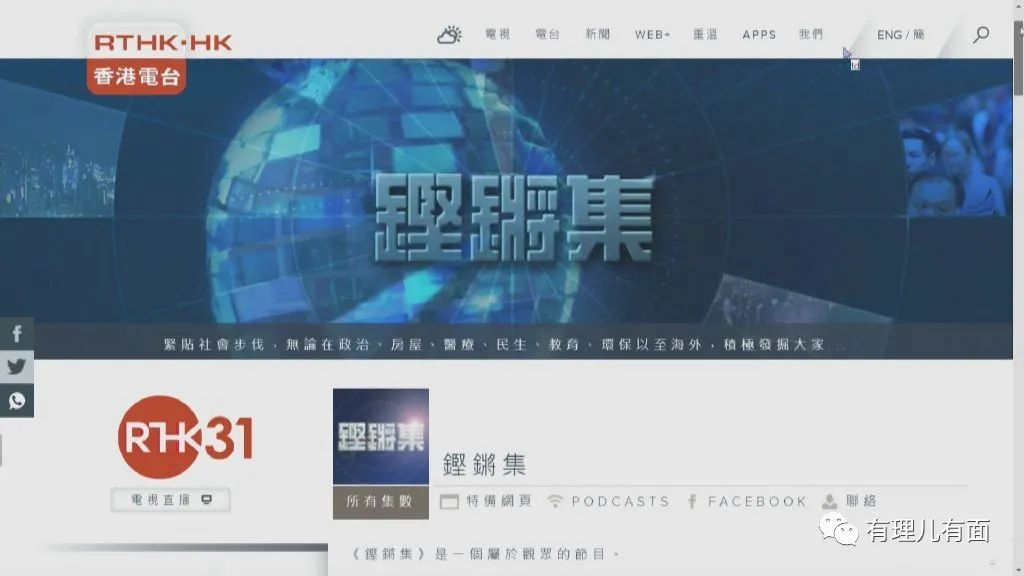 RTHK·HK
香港電台
電視 電台 新聞 WEB+ 重溫 APPS 我們 ENG / 簡
鏗鏘集
緊貼社會步伐，無論在政治、房屋、醫療、民生、教育、環保以至海外，積極發掘大家...
RTHK31
電視直播
鏗鏘集
所有集數
鏗鏘集
特備網頁 PODCASTS FACEBOOK 聯絡
《鏗鏘集》是一個屬於觀眾的節目。
有理儿有面